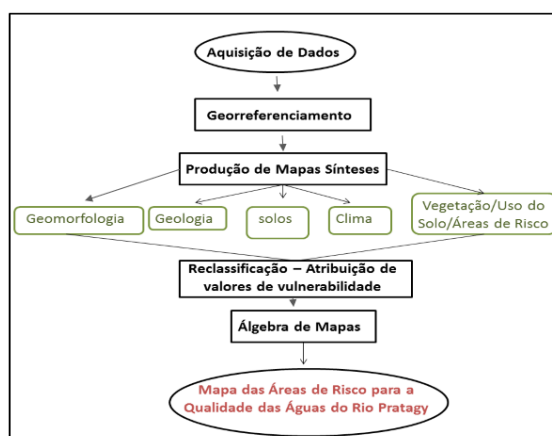 Aquisição de Dados
Georreferenciamento
Produção de Mapas Sínteses
Geomorfologia
Geologia
solos
Clima
Vegetação/Uso do
Solo/Áreas de Risco
Reclassificação – Atribuição de
valores de vulnerabilidade
Álgebra de Mapas
Mapa das Áreas de Risco para a
Qualidade das Águas do Rio Pratagy